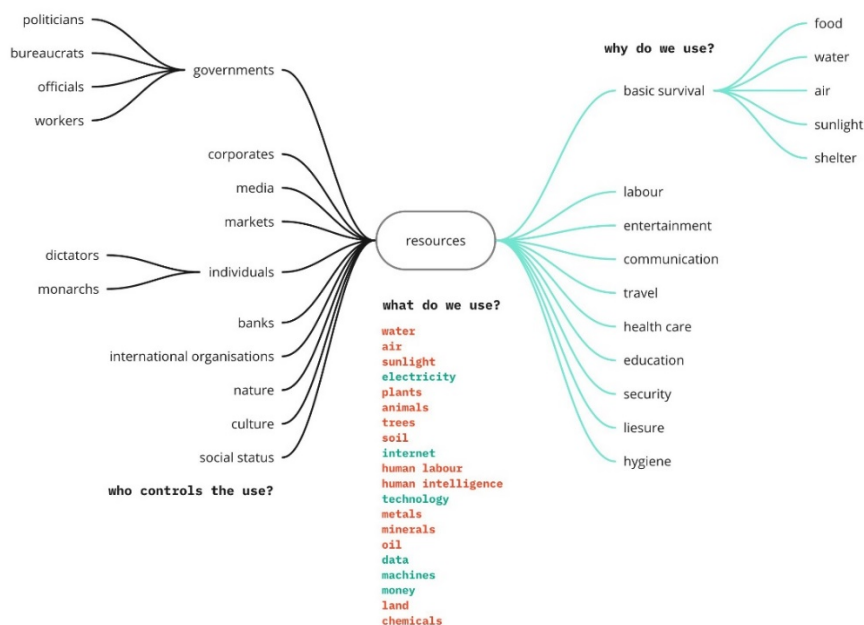 politicians
bureaucrats
officials
workers
governments
corporates
media
markets
dictators
monarchs
individuals
banks
international organisations
nature
culture
social status
who controls the use?
resources
what do we use?
water
air
sunlight
electricity
plants
animals
trees
soil
internet
human labour
human intelligence
technology
metals
minerals
oil
data
machines
money
land
chemicals
why do we use?
basic survival
food
water
air
sunlight
shelter
labour
entertainment
communication
travel
health care
education
security
liesure
hygiene